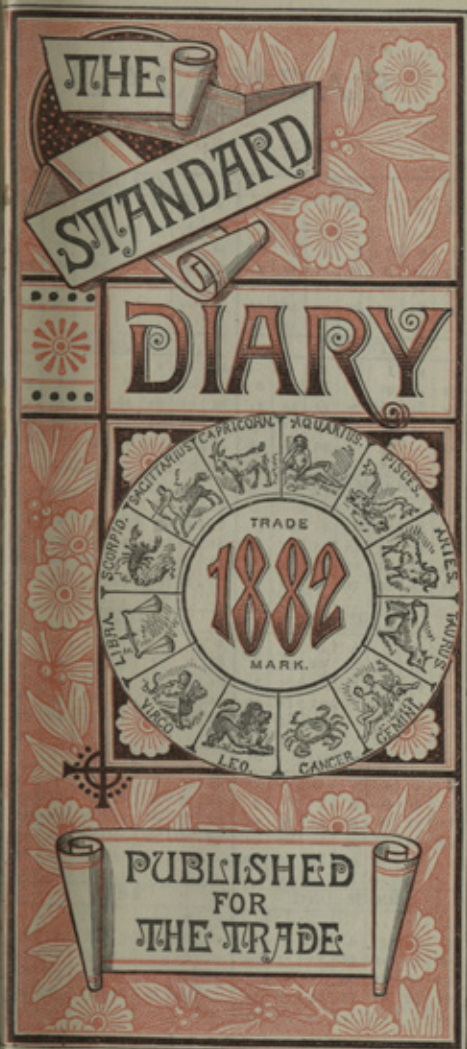 THE
STANDARD
DIARY
CAPRICORN.
AQUARIUS.
PISCES.
ARIES.
TAURUS
GEMINI
CANCER
LEO.
VIRGO
LIBRA
SCORPIO.
SAGITTARIUS
TRADE
1882
MARK.
PUBLISHED
FOR
THE TRADE